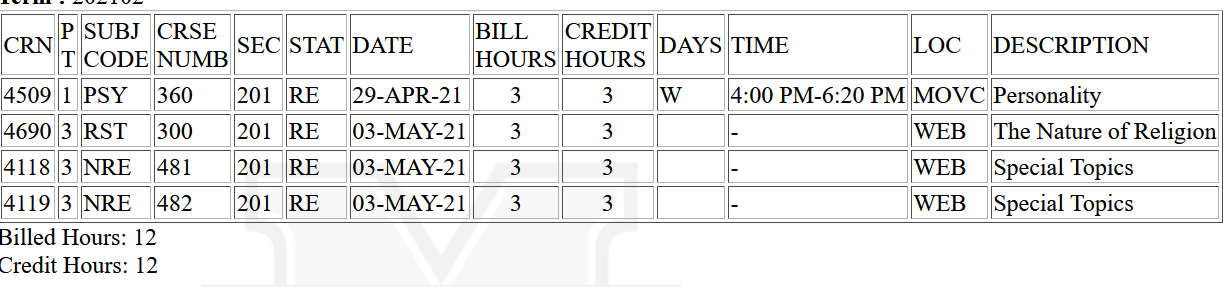 Term : 202102
CRN P T SUBJ CODE CRSE NUMB SEC STAT DATE BILL HOURS CREDIT HOURS DAYS TIME LOC DESCRIPTION
4509 1 PSY 360 201 RE 29-APR-21 3 3 W 4:00 PM-6:20 PM MOVC Personality
4690 3 RST 300 201 RE 03-MAY-21 3 3 - WEB The Nature of Religion
4118 3 NRE 481 201 RE 03-MAY-21 3 3 - WEB Special Topics
4119 3 NRE 482 201 RE 03-MAY-21 3 3 - WEB Special Topics
Billed Hours: 12
Credit Hours: 12